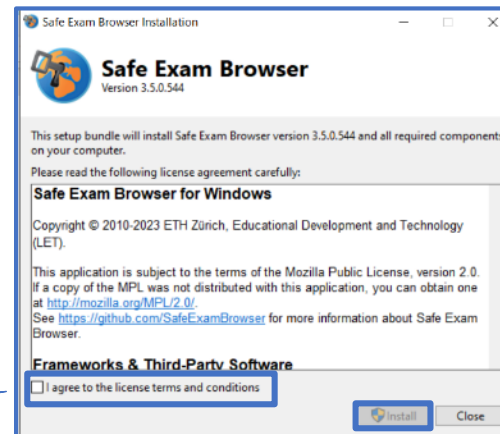 Safe Exam Browser Installation
Safe Exam Browser
Version 3.5.0.544
This setup bundle will install Safe Exam Browser version 3.5.0.544 and all required components
on your computer.
Please read the following license agreement carefully:
Safe Exam Browser for Windows
Copyright © 2010-2023 ETH Zürich, Educational Development and Technology
(LET).
This application is subject to the terms of the Mozilla Public License, version 2.0.
If a copy of the MPL was not distributed with this application, you can obtain one
at http://mozilla.org/MPL/2.0/.
See https://github.com/SafeExamBrowser for more information about Safe Exam
Browser.
Frameworks & Third-Party Software
I agree to the license terms and conditions
Install Close